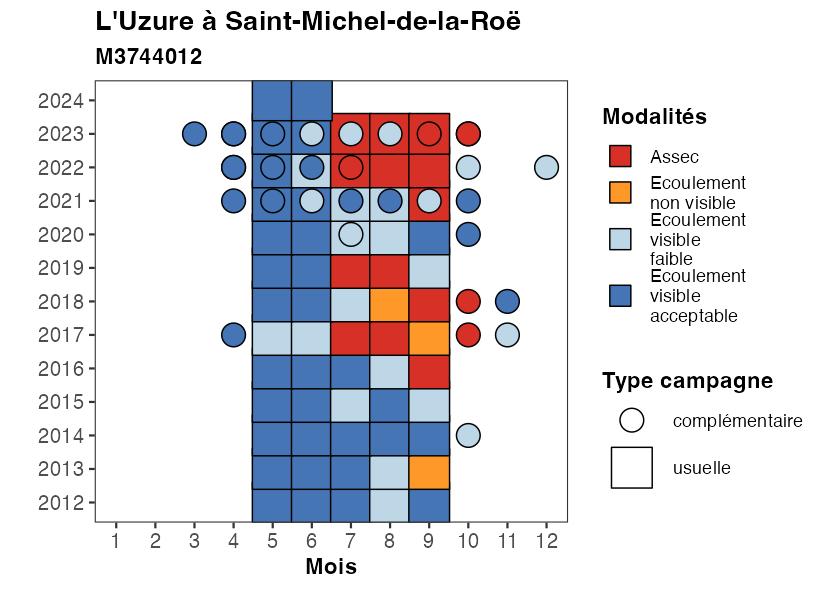 L'Uzure à Saint-Michel-de-la-Roë
M3744012
2024
2023
2022
2021
2020
2019
2018
2017
2016
2015
2014
2013
2012
1 2 3 4 5 6 7 8 9 10 11 12
Mois
Modalités
Assec
Ecoulement
non visible
Ecoulement
visible
faible
Ecoulement
visible
acceptable
Type campagne
complémentaire
usuelle